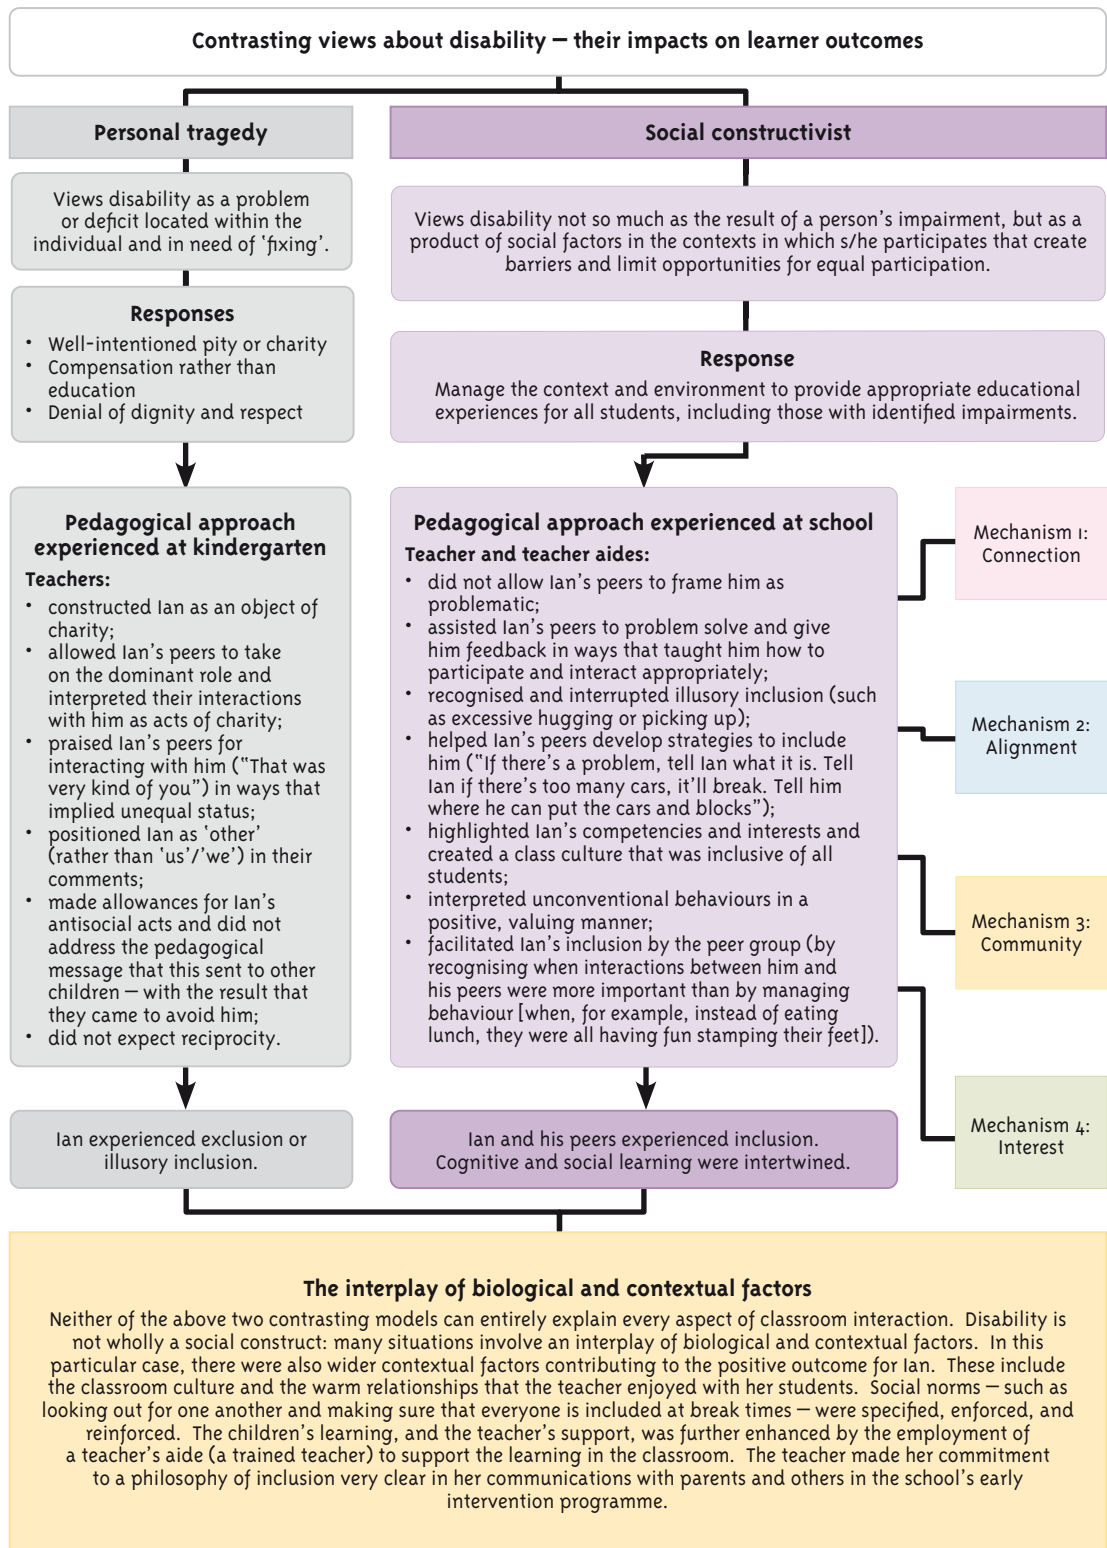 Contrasting views about disability – their impacts on learner outcomes
Personal tragedy
Views disability as a problem
or deficit located within the
individual and in need of ‘fixing’.
Responses
• Well-intentioned pity or charity
• Compensation rather than
education
• Denial of dignity and respect
Pedagogical approach
experienced at kindergarten
Teachers:
• constructed Ian as an object of
charity;
• allowed Ian’s peers to take
on the dominant role and
interpreted their interactions
with him as acts of charity;
• praised Ian’s peers for
interacting with him (“That was
very kind of you”) in ways that
implied unequal status;
• positioned Ian as ‘other’
(rather than ‘us’/’we’) in their
comments;
• made allowances for Ian’s
antisocial acts and did not
address the pedagogical
message that this sent to other
children – with the result that
they came to avoid him;
• did not expect reciprocity.
Ian experienced exclusion or
illusory inclusion.
Social constructivist
Views disability not so much as the result of a person’s impairment, but as a
product of social factors in the contexts in which s/he participates that create
barriers and limit opportunities for equal participation.
Response
Manage the context and environment to provide appropriate educational
experiences for all students, including those with identified impairments.
Pedagogical approach experienced at school
Teacher and teacher aides:
• did not allow Ian’s peers to frame him as
problematic;
• assisted Ian’s peers to problem solve and give
him feedback in ways that taught him how to
participate and interact appropriately;
• recognised and interrupted illusory inclusion (such
as excessive hugging or picking up);
• helped Ian’s peers develop strategies to include
him (“If there’s a problem, tell Ian what it is. Tell
Ian if there’s too many cars, it’ll break. Tell him
where he can put the cars and blocks”);
• highlighted Ian’s competencies and interests and
created a class culture that was inclusive of all
students;
• interpreted unconventional behaviours in a
positive, valuing manner;
• facilitated Ian’s inclusion by the peer group (by
recognising when interactions between him and
his peers were more important than by managing
behaviour [when, for example, instead of eating
lunch, they were all having fun stamping their feet]).
Ian and his peers experienced inclusion.
Cognitive and social learning were intertwined.
Mechanism 1:
Connection
Mechanism 2:
Alignment
Mechanism 3:
Community
Mechanism 4:
Interest
The interplay of biological and contextual factors
Neither of the above two contrasting models can entirely explain every aspect of classroom interaction. Disability is
not wholly a social construct: many situations involve an interplay of biological and contextual factors. In this
particular case, there were also wider contextual factors contributing to the positive outcome for Ian. These include
the classroom culture and the warm relationships that the teacher enjoyed with her students. Social norms – such as
looking out for one another and making sure that everyone is included at break times – were specified, enforced, and
reinforced. The children’s learning, and the teacher’s support, was further enhanced by the employment of
a teacher’s aide (a trained teacher) to support the learning in the classroom. The teacher made her commitment
to a philosophy of inclusion very clear in her communications with parents and others in the school’s early
intervention programme.